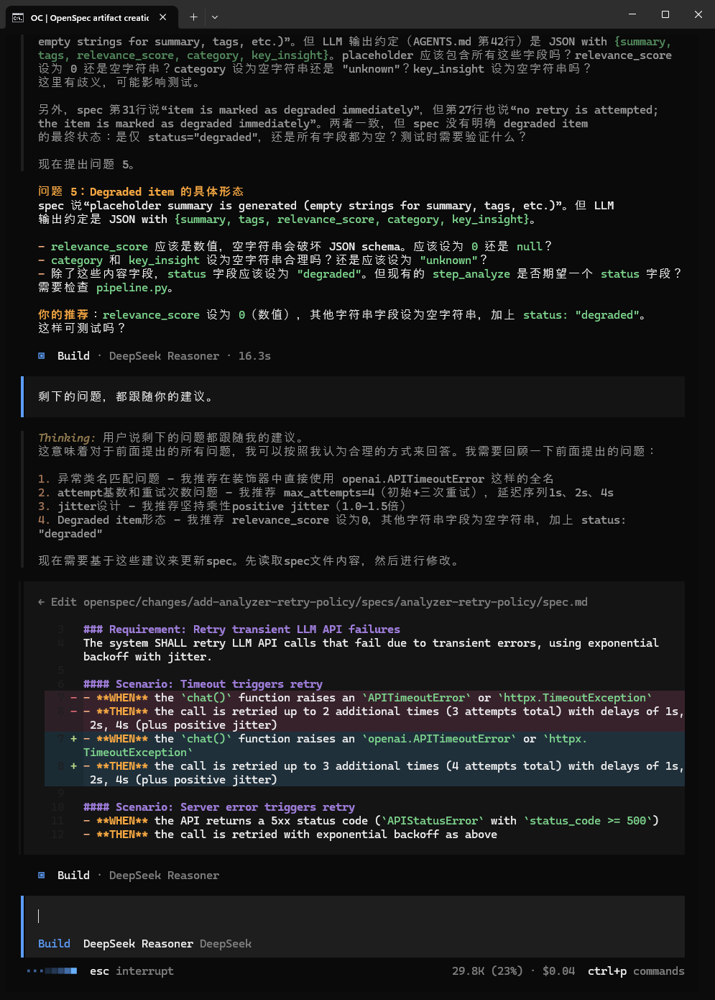 OC | OpenSpec artifact creatic
empty strings for summary, tags, etc.)”。但 LLM 输出约定（AGENTS.md 第42行）是 JSON with {summary,
tags, relevance_score, category, key_insight}。placeholder 应该包含所有这些字段吗？relevance_score
设为 0 还是空字符串？category 设为空字符串还是 "unknown"？key_insight 设为空字符串吗？
这里有歧义，可能影响测试。
另外，spec 第31行说“item is marked as degraded immediately”，但第27行也说“no retry is attempted;
the item is marked as degraded immediately”。两者一致，但 spec 没有明确 degraded item
的最终状态：是仅 status="degraded"，还是所有字段都为空？测试时需要验证什么？
现在提出问题 5。
问题 5：Degraded item 的具体形态
spec 说“placeholder summary is generated (empty strings for summary, tags, etc.)”。但 LLM
输出约定是 JSON with {summary, tags, relevance_score, category, key_insight}。
- relevance_score 应该是数值，空字符串会破坏 JSON schema。应该设为 0 还是 null？
- category 和 key_insight 设为空字符串合理吗？还是应该设为 "unknown"？
- 除了这些内容字段，status 字段应该设为 "degraded"。但现有的 step_analyze 是否期望一个 status 字段？
需要检查 pipeline.py。
你的推荐：relevance_score 设为 0（数值），其他字符串字段设为空字符串，加上 status: "degraded"。
这样可测试吗？
Build · DeepSeek Reasoner · 16.3s
剩下的问题，都跟随你的建议。
Thinking: 用户说剩下的问题都跟随我的建议。
这意味着对于前面提出的所有问题，我可以按照我认为合理的方式来回答。我需要回顾一下前面提出的问题：
1. 异常类名匹配问题 - 我推荐在装饰器中直接使用 openai.APITimeoutError 这样的全名
2. attempt基数和重试次数问题 - 我推荐 max_attempts=4（初始+三次重试），延迟序列1s、2s、4s
3. jitter设计 - 我推荐坚持乘性positive jitter（1.0-1.5倍）
4. Degraded item形态 - 我推荐 relevance_score 设为0，其他字符串字段为空字符串，加上 status:
"degraded"
现在需要基于这些建议来更新spec。先读取spec文件内容，然后进行修改。
← Edit openspec/changes/add-analyzer-retry-policy/specs/analyzer-retry-policy/spec.md
3 ### Requirement: Retry transient LLM API failures
4 The system SHALL retry LLM API calls that fail due to transient errors, using exponential
backoff with jitter.
5
6 #### Scenario: Timeout triggers retry
7 - - **WHEN** the `chat()` function raises an `APITimeoutError` or `httpx.TimeoutException`
8 - - **THEN** the call is retried up to 2 additional times (3 attempts total) with delays of 1s,
2s, 4s (plus positive jitter)
7 + - **WHEN** the `chat()` function raises an `openai.APITimeoutError` or `httpx.
TimeoutException`
8 + - **THEN** the call is retried up to 3 additional times (4 attempts total) with delays of 1s,
2s, 4s (plus positive jitter)
9
10 #### Scenario: Server error triggers retry
11 - **WHEN** the API returns a 5xx status code (`APIStatusError` with `status_code >= 500`)
12 - **THEN** the call is retried with exponential backoff as above
Build · DeepSeek Reasoner
Build DeepSeek Reasoner DeepSeek
esc interrupt 29.8K (23%) · $0.04 ctrl+p commands